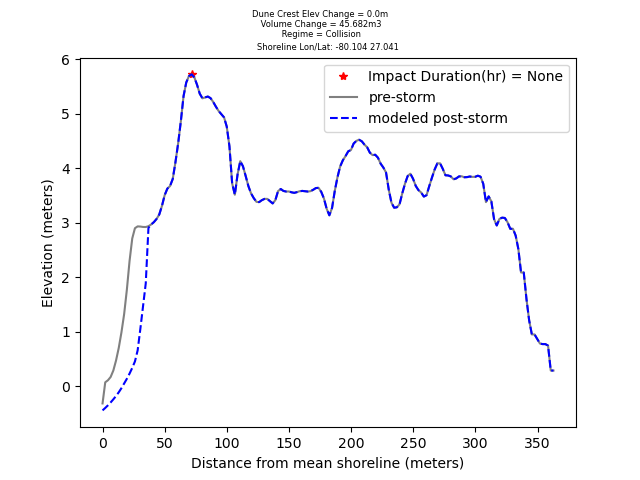 Dune Crest Elev Change = 0.0m
Volume Change = 45.682m3
Regime = Collision
Shoreline Lon/Lat: -80.104 27.041
Impact Duration(hr) = None
pre-storm
modeled post-storm
6
5
4
3
2
1
0
Elevation (meters)
0 50 100 150 200 250 300 350
Distance from mean shoreline (meters)